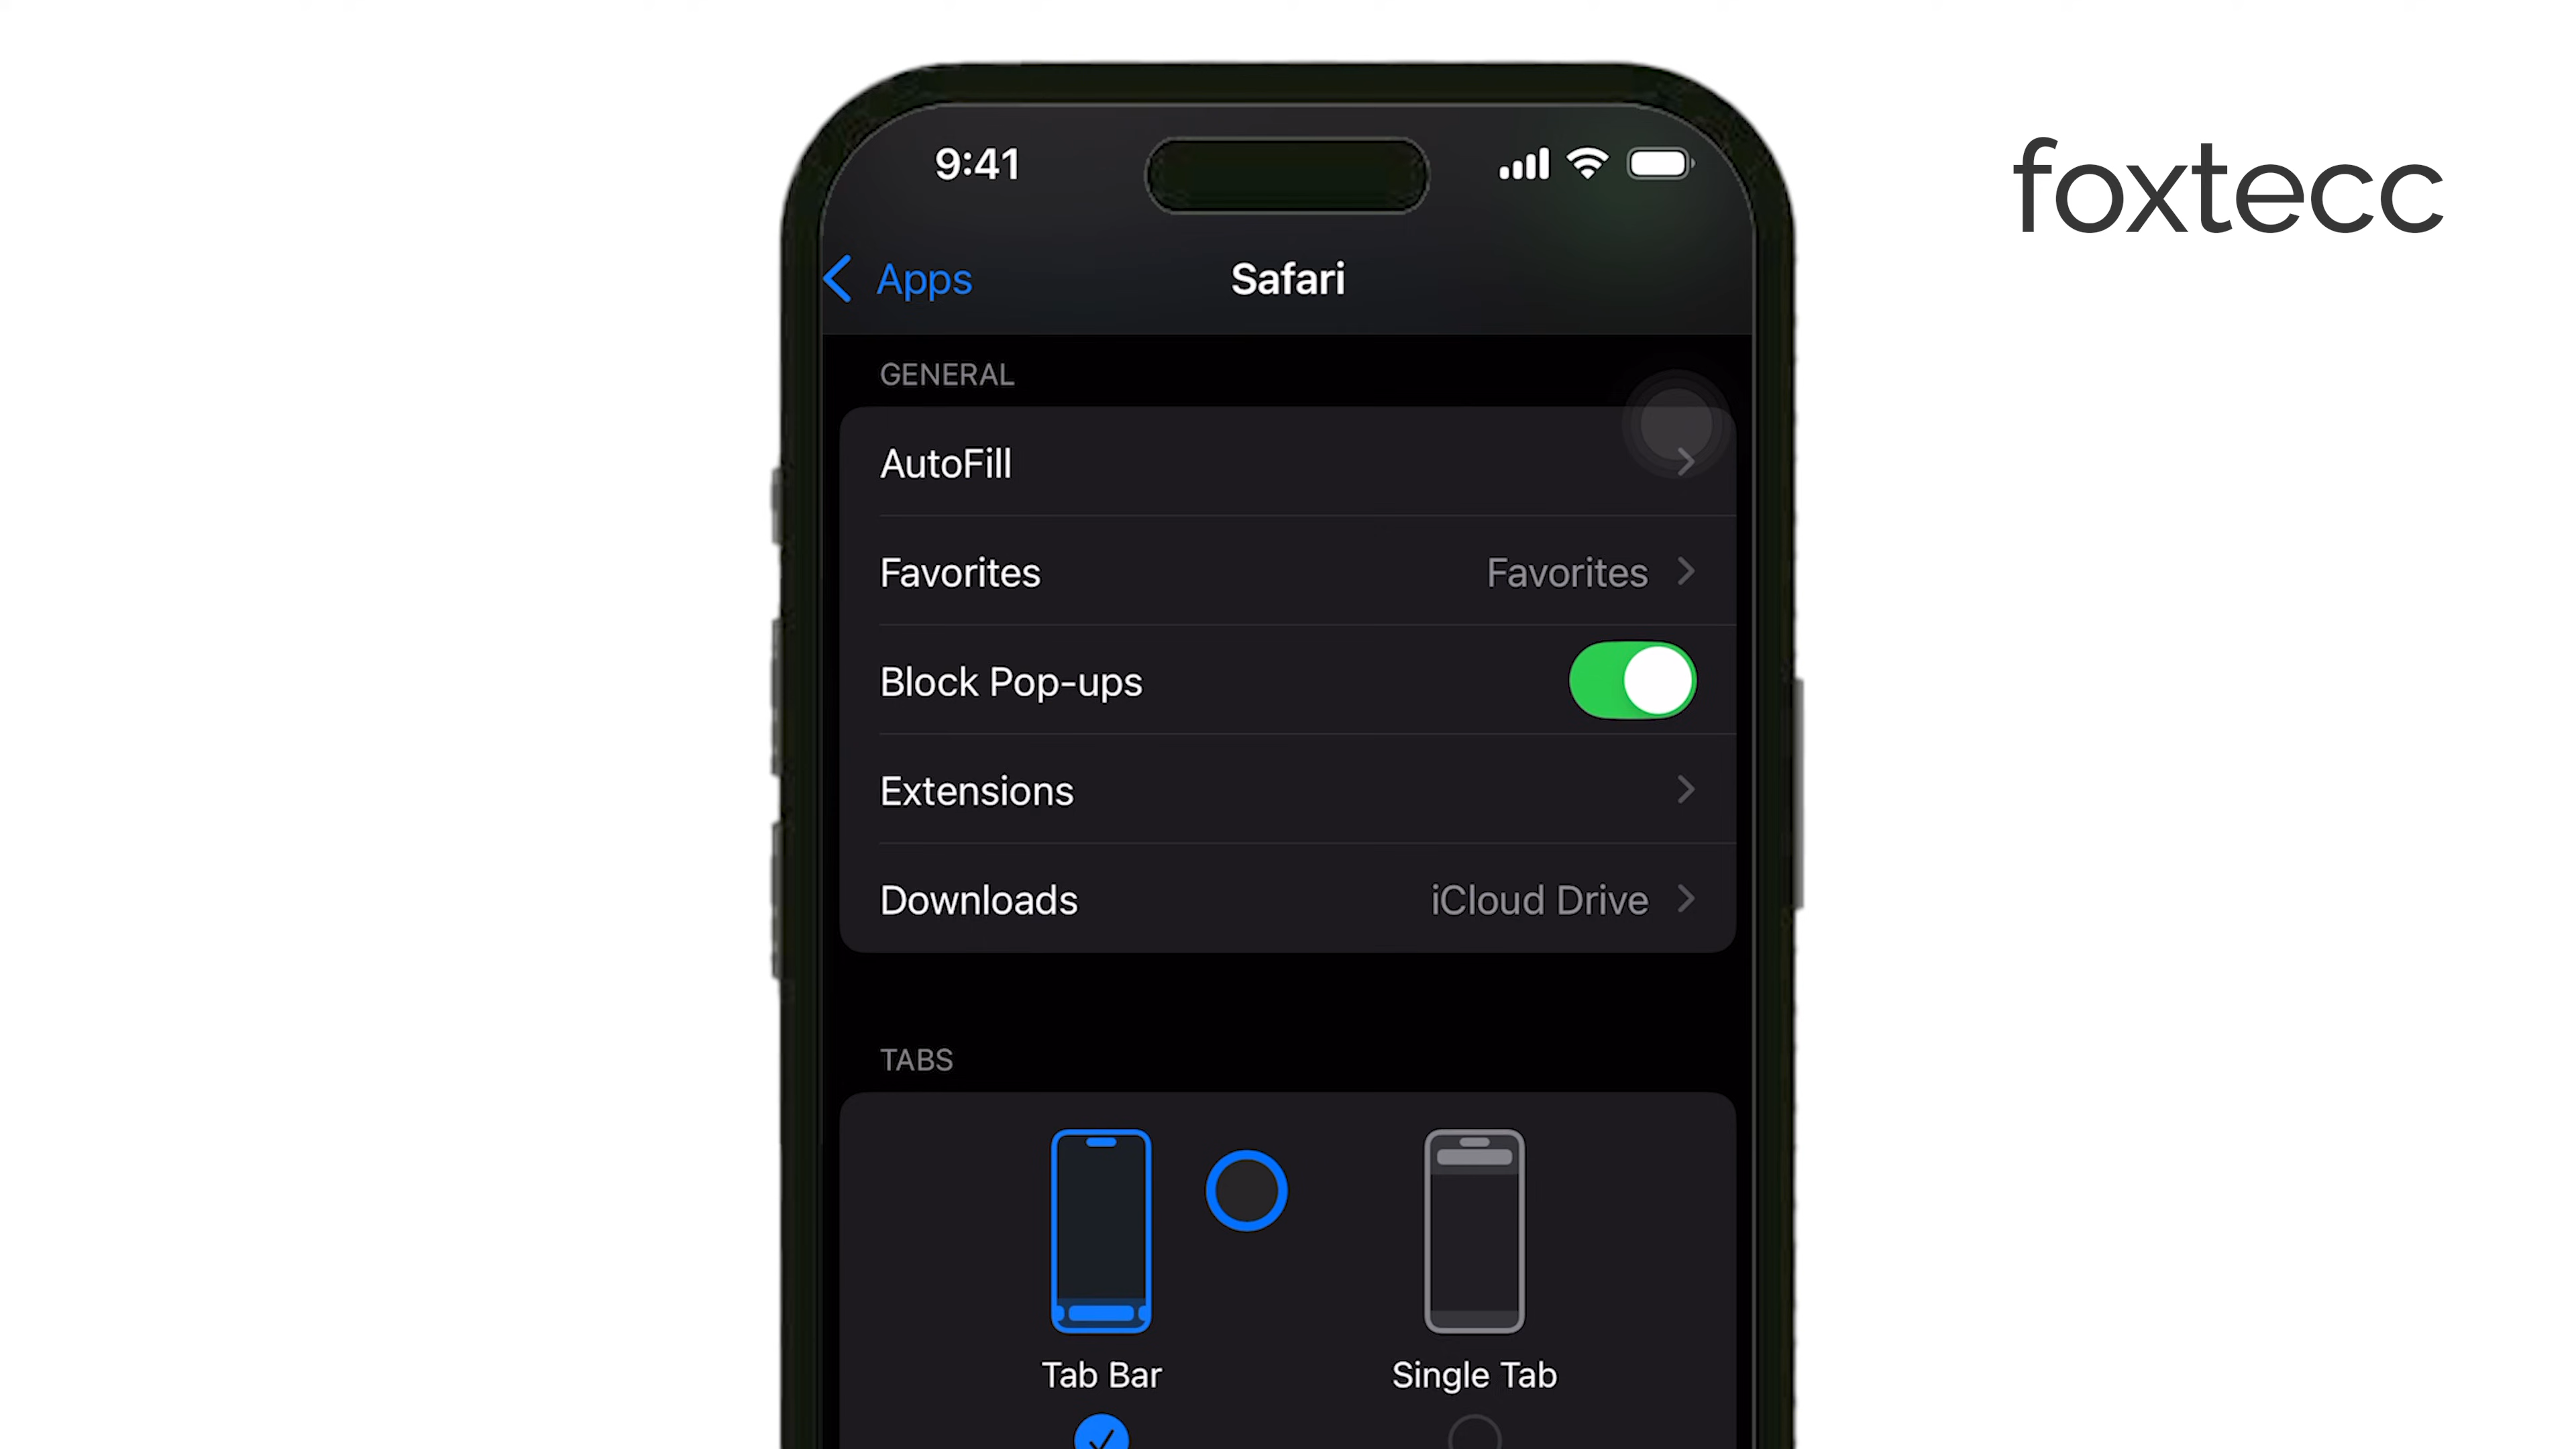 9:41
foxtecc
Apps
Safari
GENERAL
AutoFill
Favorites
Favorites
Block Pop-ups
Extensions
Downloads
iCloud Drive
TABS
Tab Bar
Single Tab